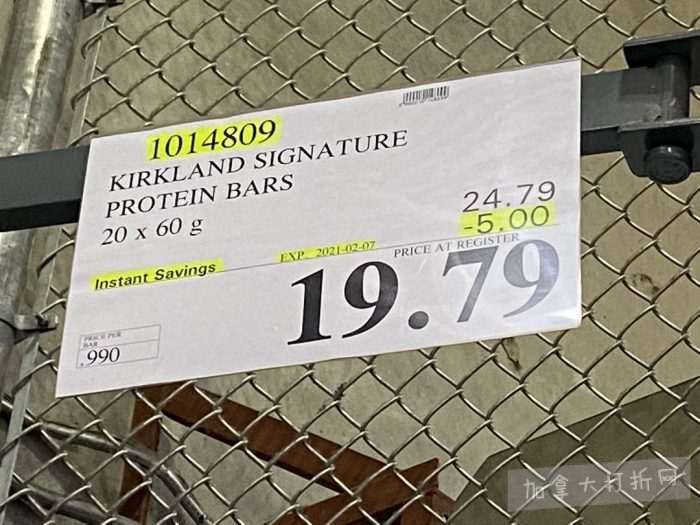 1014809
KIRKLAND SIGNATURE
PROTEIN BARS
20 x 60 g
24.79
-5.00
Instant Savings
EXP. 2021-02-07
PRICE AT REGISTER
19.79
PRICE PER
BAR
.990
加拿大打折网